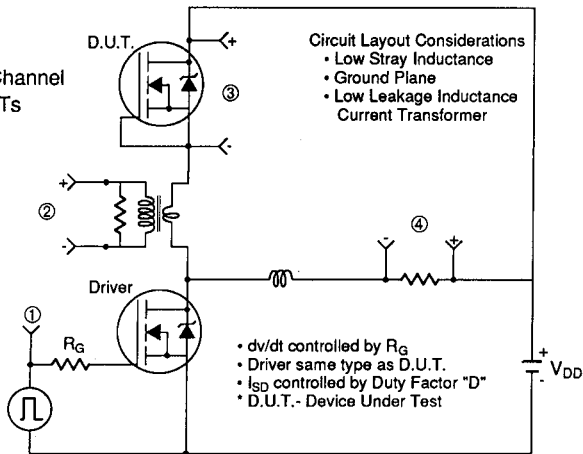 D.U.T.
+
Channel
Ts
③
-
Circuit Layout Considerations
• Low Stray Inductance
• Ground Plane
• Low Leakage Inductance
Current Transformer
+
②
-
④
-
+
Driver
①
RG
• dv/dt controlled by RG
• Driver same type as D.U.T.
• ISD controlled by Duty Factor "D"
* D.U.T.- Device Under Test
+
VDD
-